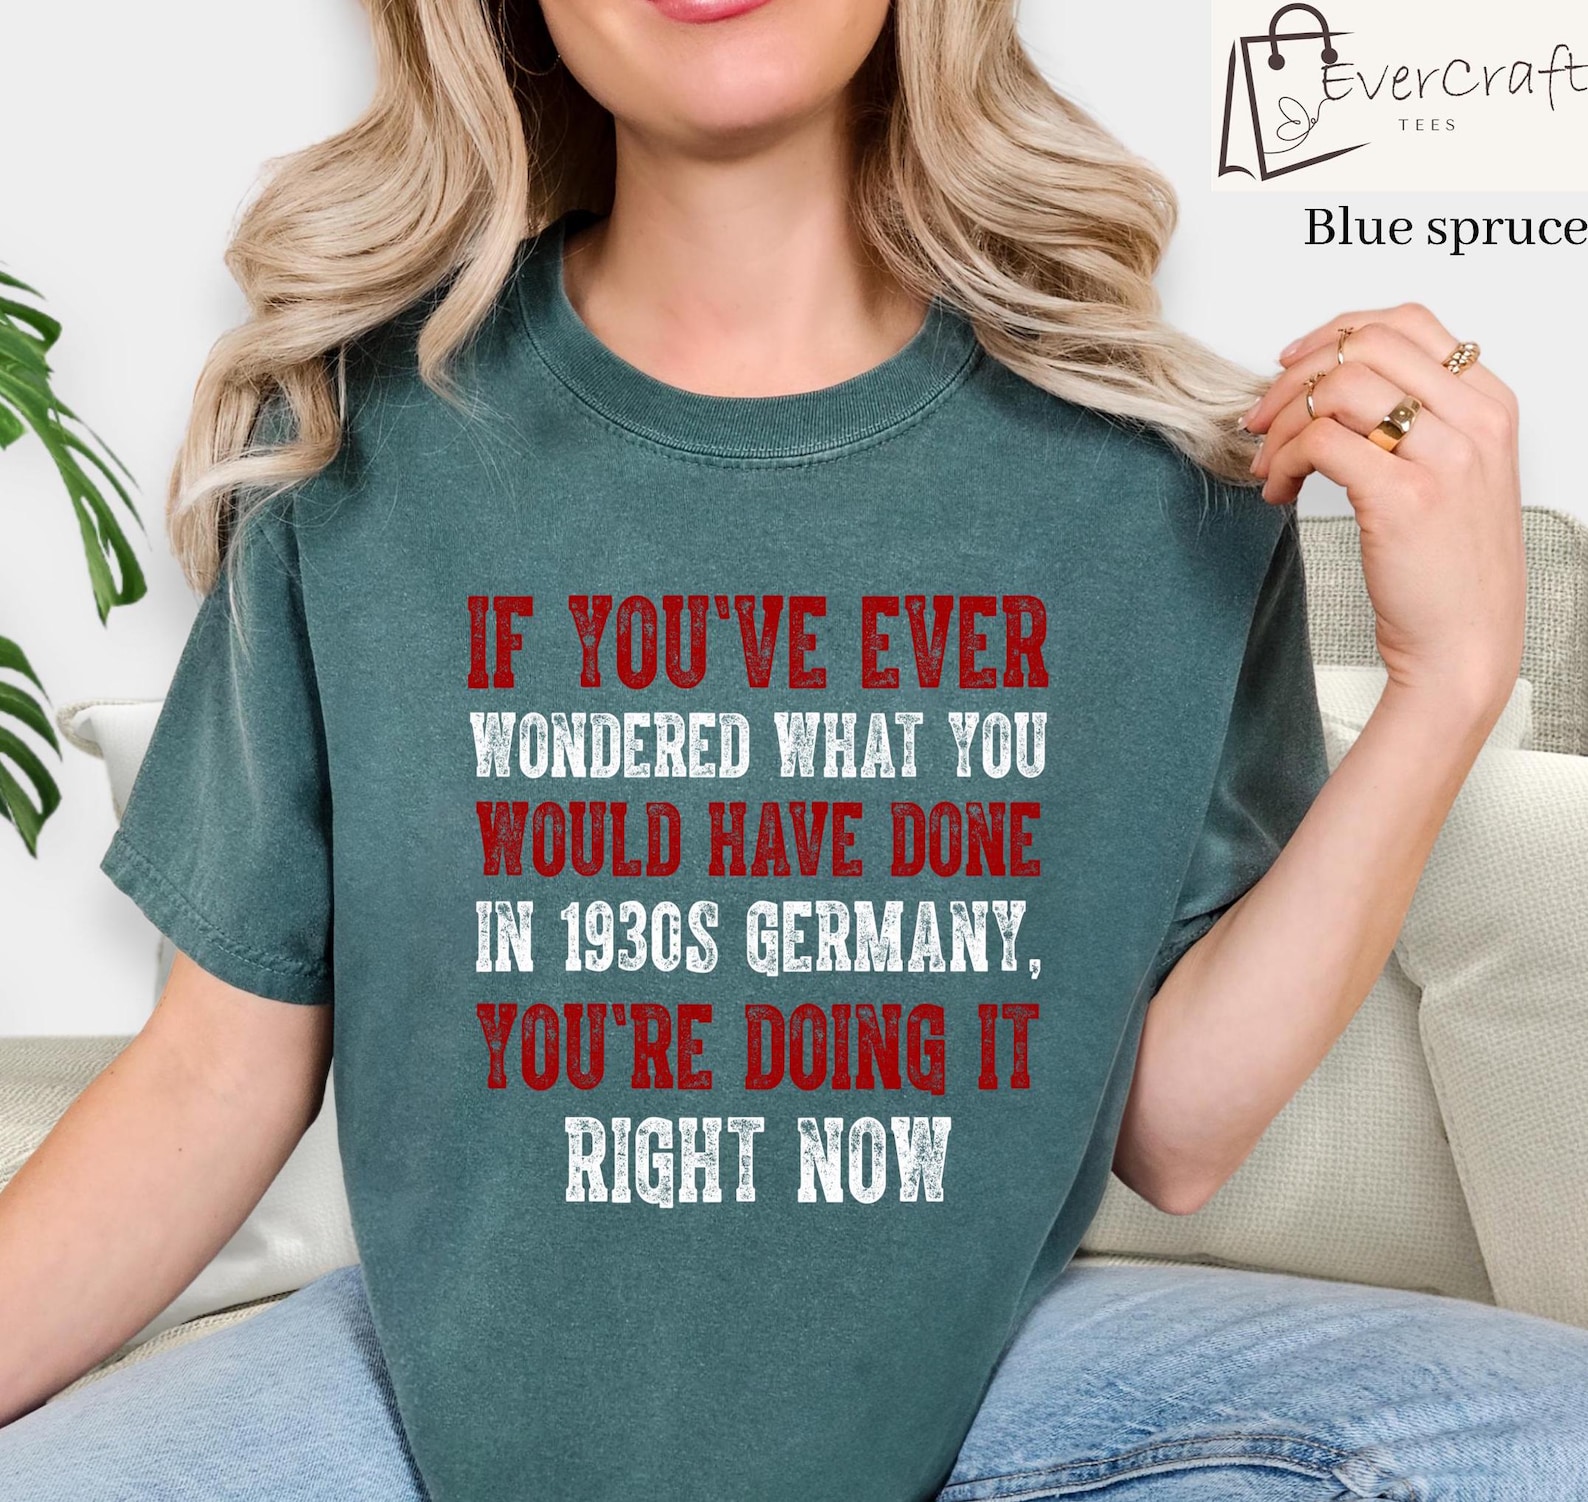 EverCraft
TEES
Blue spruce
IF YOU'VE EVER
WONDERED WHAT YOU
WOULD HAVE DONE
IN 1930S GERMANY,
YOU'RE DOING IT
RIGHT NOW